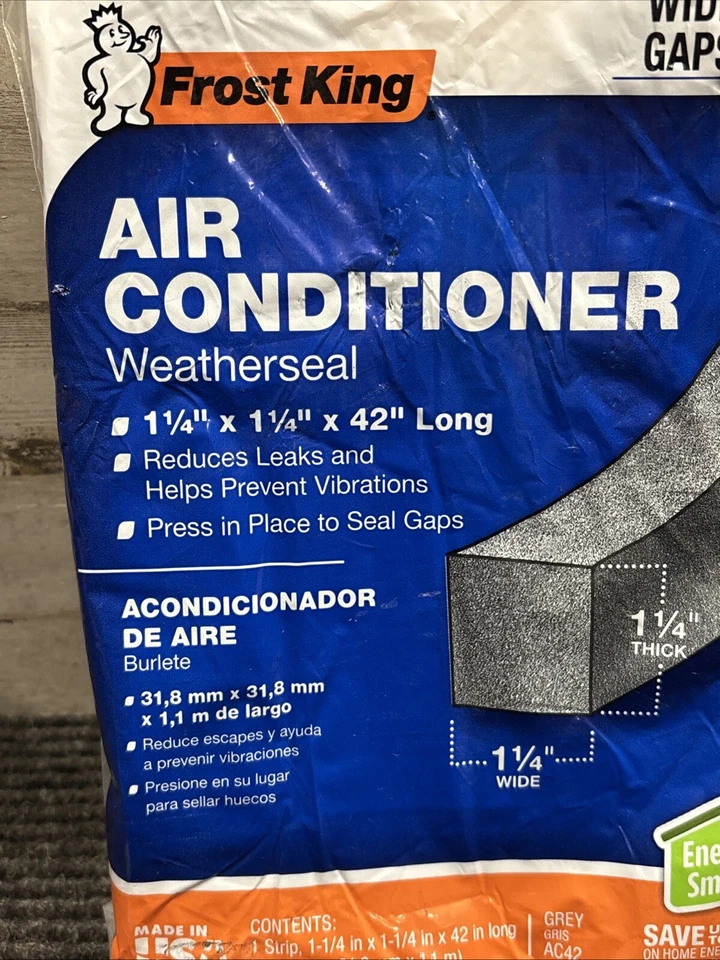 Frost King
GAPS
AIR
CONDITIONER
Weatherseal
1¼" x 1¼" x 42" Long
Reduces Leaks and
Helps Prevent Vibrations
Press in Place to Seal Gaps
ACONDICIONADOR
DE AIRE
Burlete
31,8 mm x 31,8 mm
x 1,1 m de largo
Reduce escapes y ayuda
a prevenir vibraciones
Presione en su lugar
para sellar huecos
1¼"
THICK
1¼"
WIDE
MADE IN
USA
CONTENTS:
1 Strip, 1-1/4 in x 1-1/4 in x 42 in long
GREY
GRIS
AC42
SAVE
ON HOME